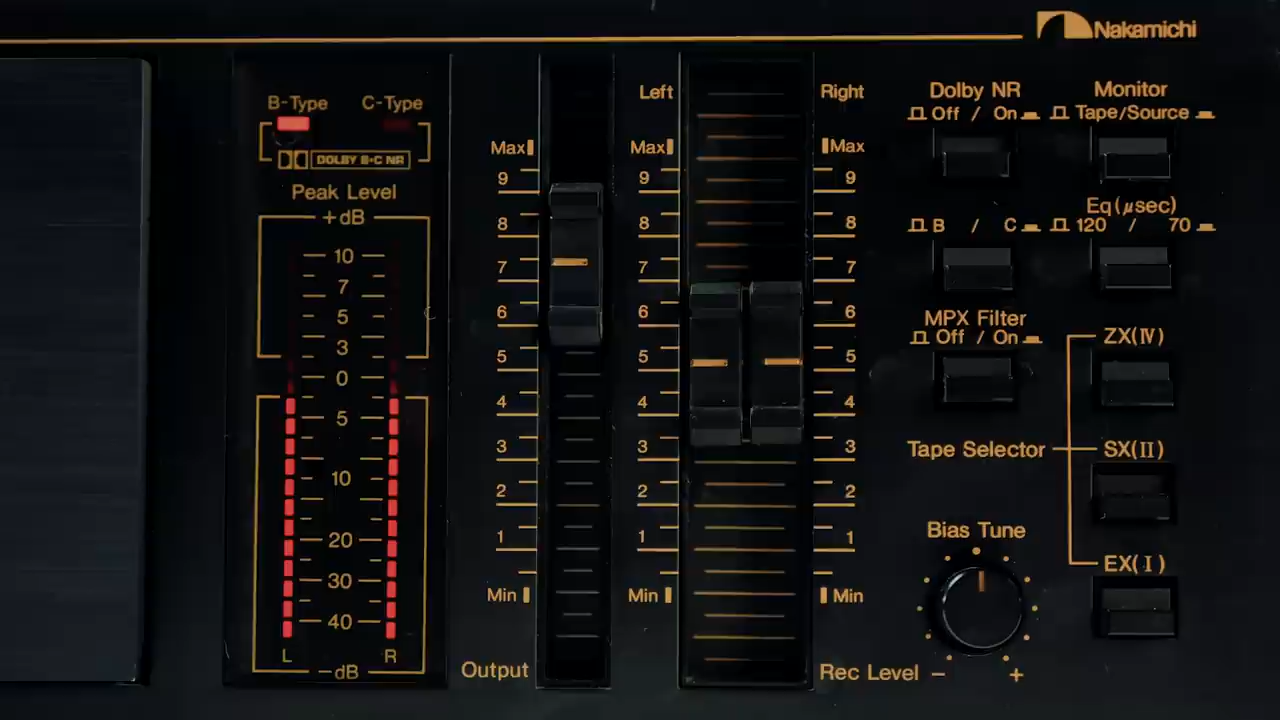 Nakamichi
B-Type C-Type
DOLBY B-C NR
Peak Level
+dB
10
7
5
3
0
5
10
20
30
40
L R
-dB
Max
9
8
7
6
5
4
3
2
1
Min
Output
Left Right
Max Max
9 9
8 8
7 7
6 6
5 5
4 4
3 3
2 2
1 1
Min Min
Rec Level
Dolby NR
Off / On
B / C
MPX Filter
Off / On
Monitor
Tape/Source
Eq(μsec)
120 / 70
Tape Selector
ZX(IV)
SX(II)
EX(I)
Bias Tune
− +